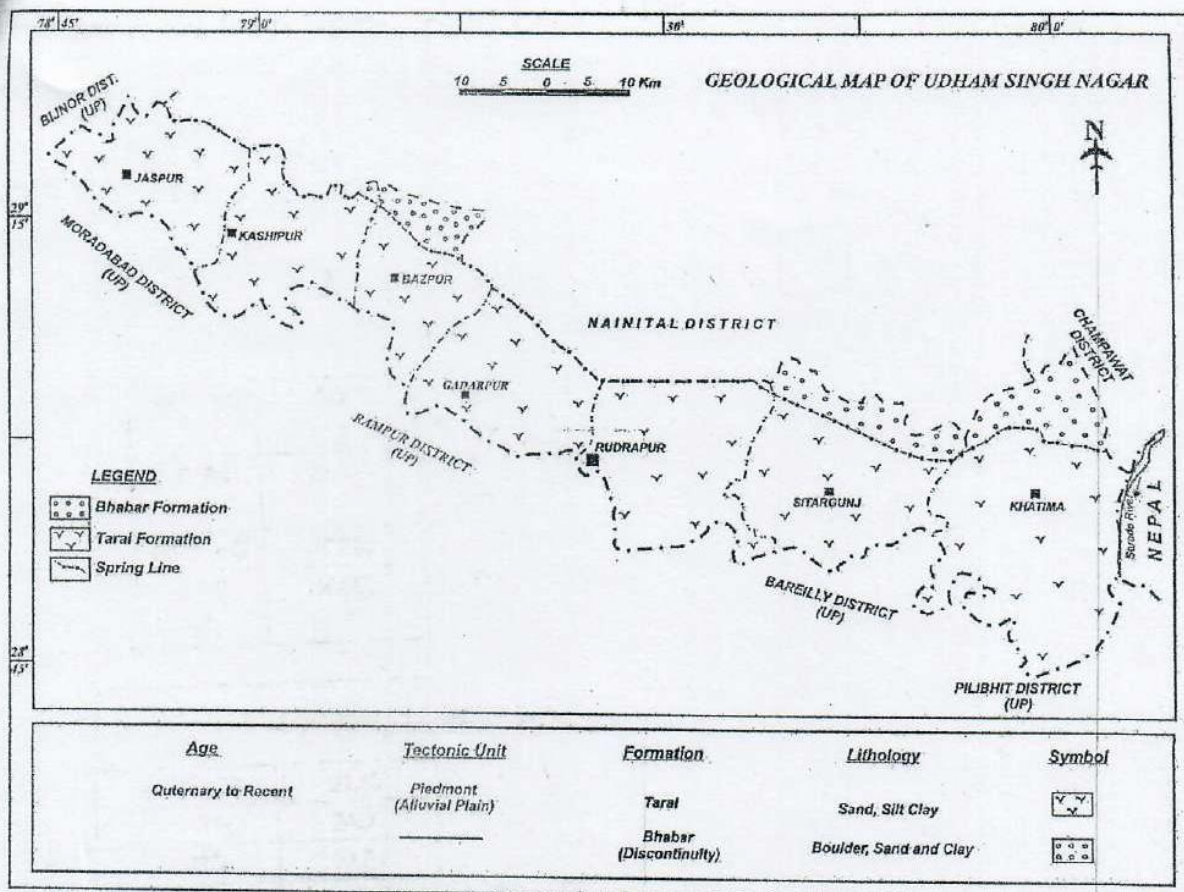 78° 45' 79° 0' 30' 80° 0'
SCALE
10 5 0 5 10 Km
GEOLOGICAL MAP OF UDHAM SINGH NAGAR
N
BIJNOR DIST.
(UP)
JASPUR
29°
15'
KASHIPUR
MORADABAD DISTRICT
(UP)
BAZPUR
NAINITAL DISTRICT
CHAMPAWAT
DISTRICT
GADARPUR
RAMPUR DISTRICT
(UP)
RUDRAPUR
SITARGUNJ
KHATIMA
Sarada River
NEPAL
LEGEND
Bhabar Formation
Tarai Formation
Spring Line
BAREILLY DISTRICT
(UP)
28°
45'
PILIBHIT DISTRICT
(UP)
Age Tectonic Unit Formation Lithology Symbol
Quternary to Recent Piedmont
(Alluvial Plain)
Tarai Sand, Silt Clay
Bhabar
(Discontinuity) Boulder, Sand and Clay